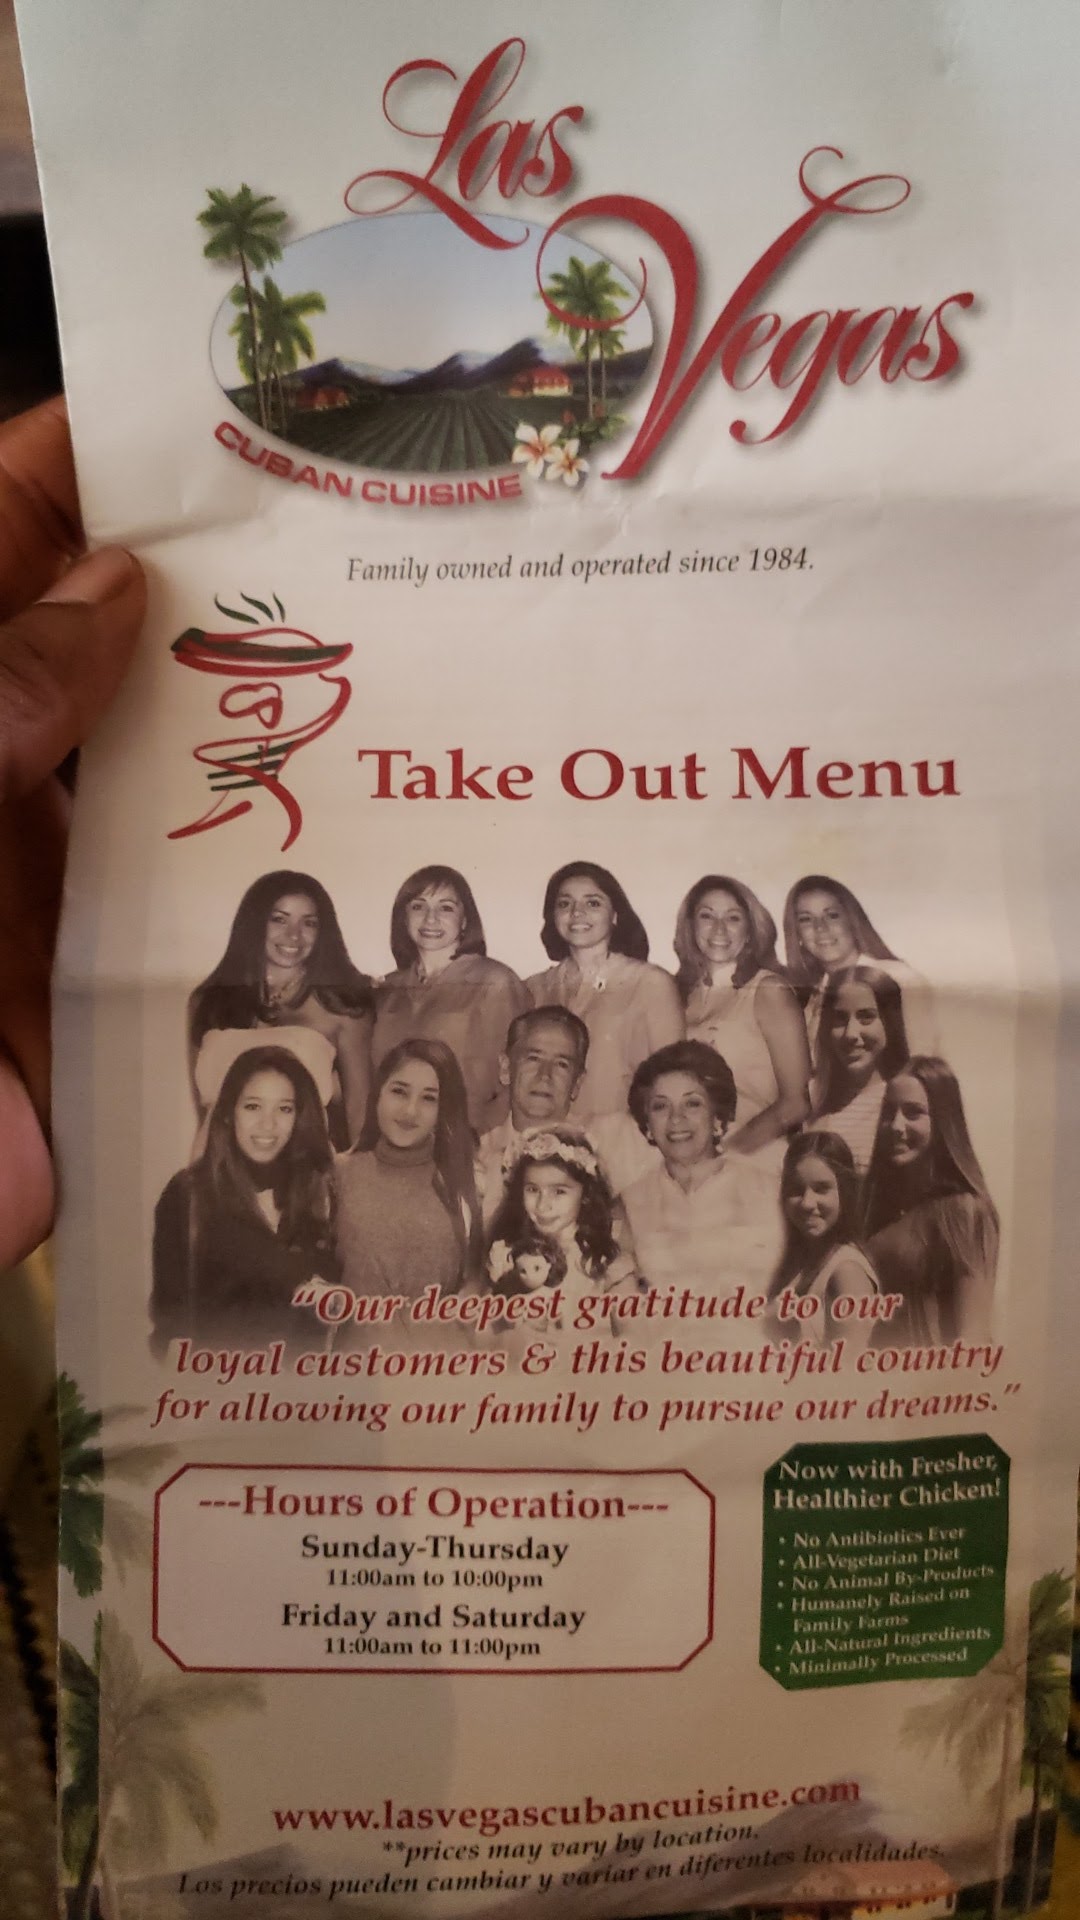 Las
Vegas
CUBAN CUISINE
Family owned and operated since 1984.
Take Out Menu
"Our deepest gratitude to our
loyal customers & this beautiful country
for allowing our family to pursue our dreams."
---Hours of Operation---
Sunday-Thursday
11:00am to 10:00pm
Friday and Saturday
11:00am to 11:00pm
Now with Fresher,
Healthier Chicken!
• No Antibiotics Ever
• All-Vegetarian Diet
• No Animal By-Products
• Humanely Raised on
Family Farms
• All-Natural Ingredients
• Minimally Processed
www.lasvegascubancuisine.com
**prices may vary by location.
Los precios pueden cambiar y variar en diferentes localidades.